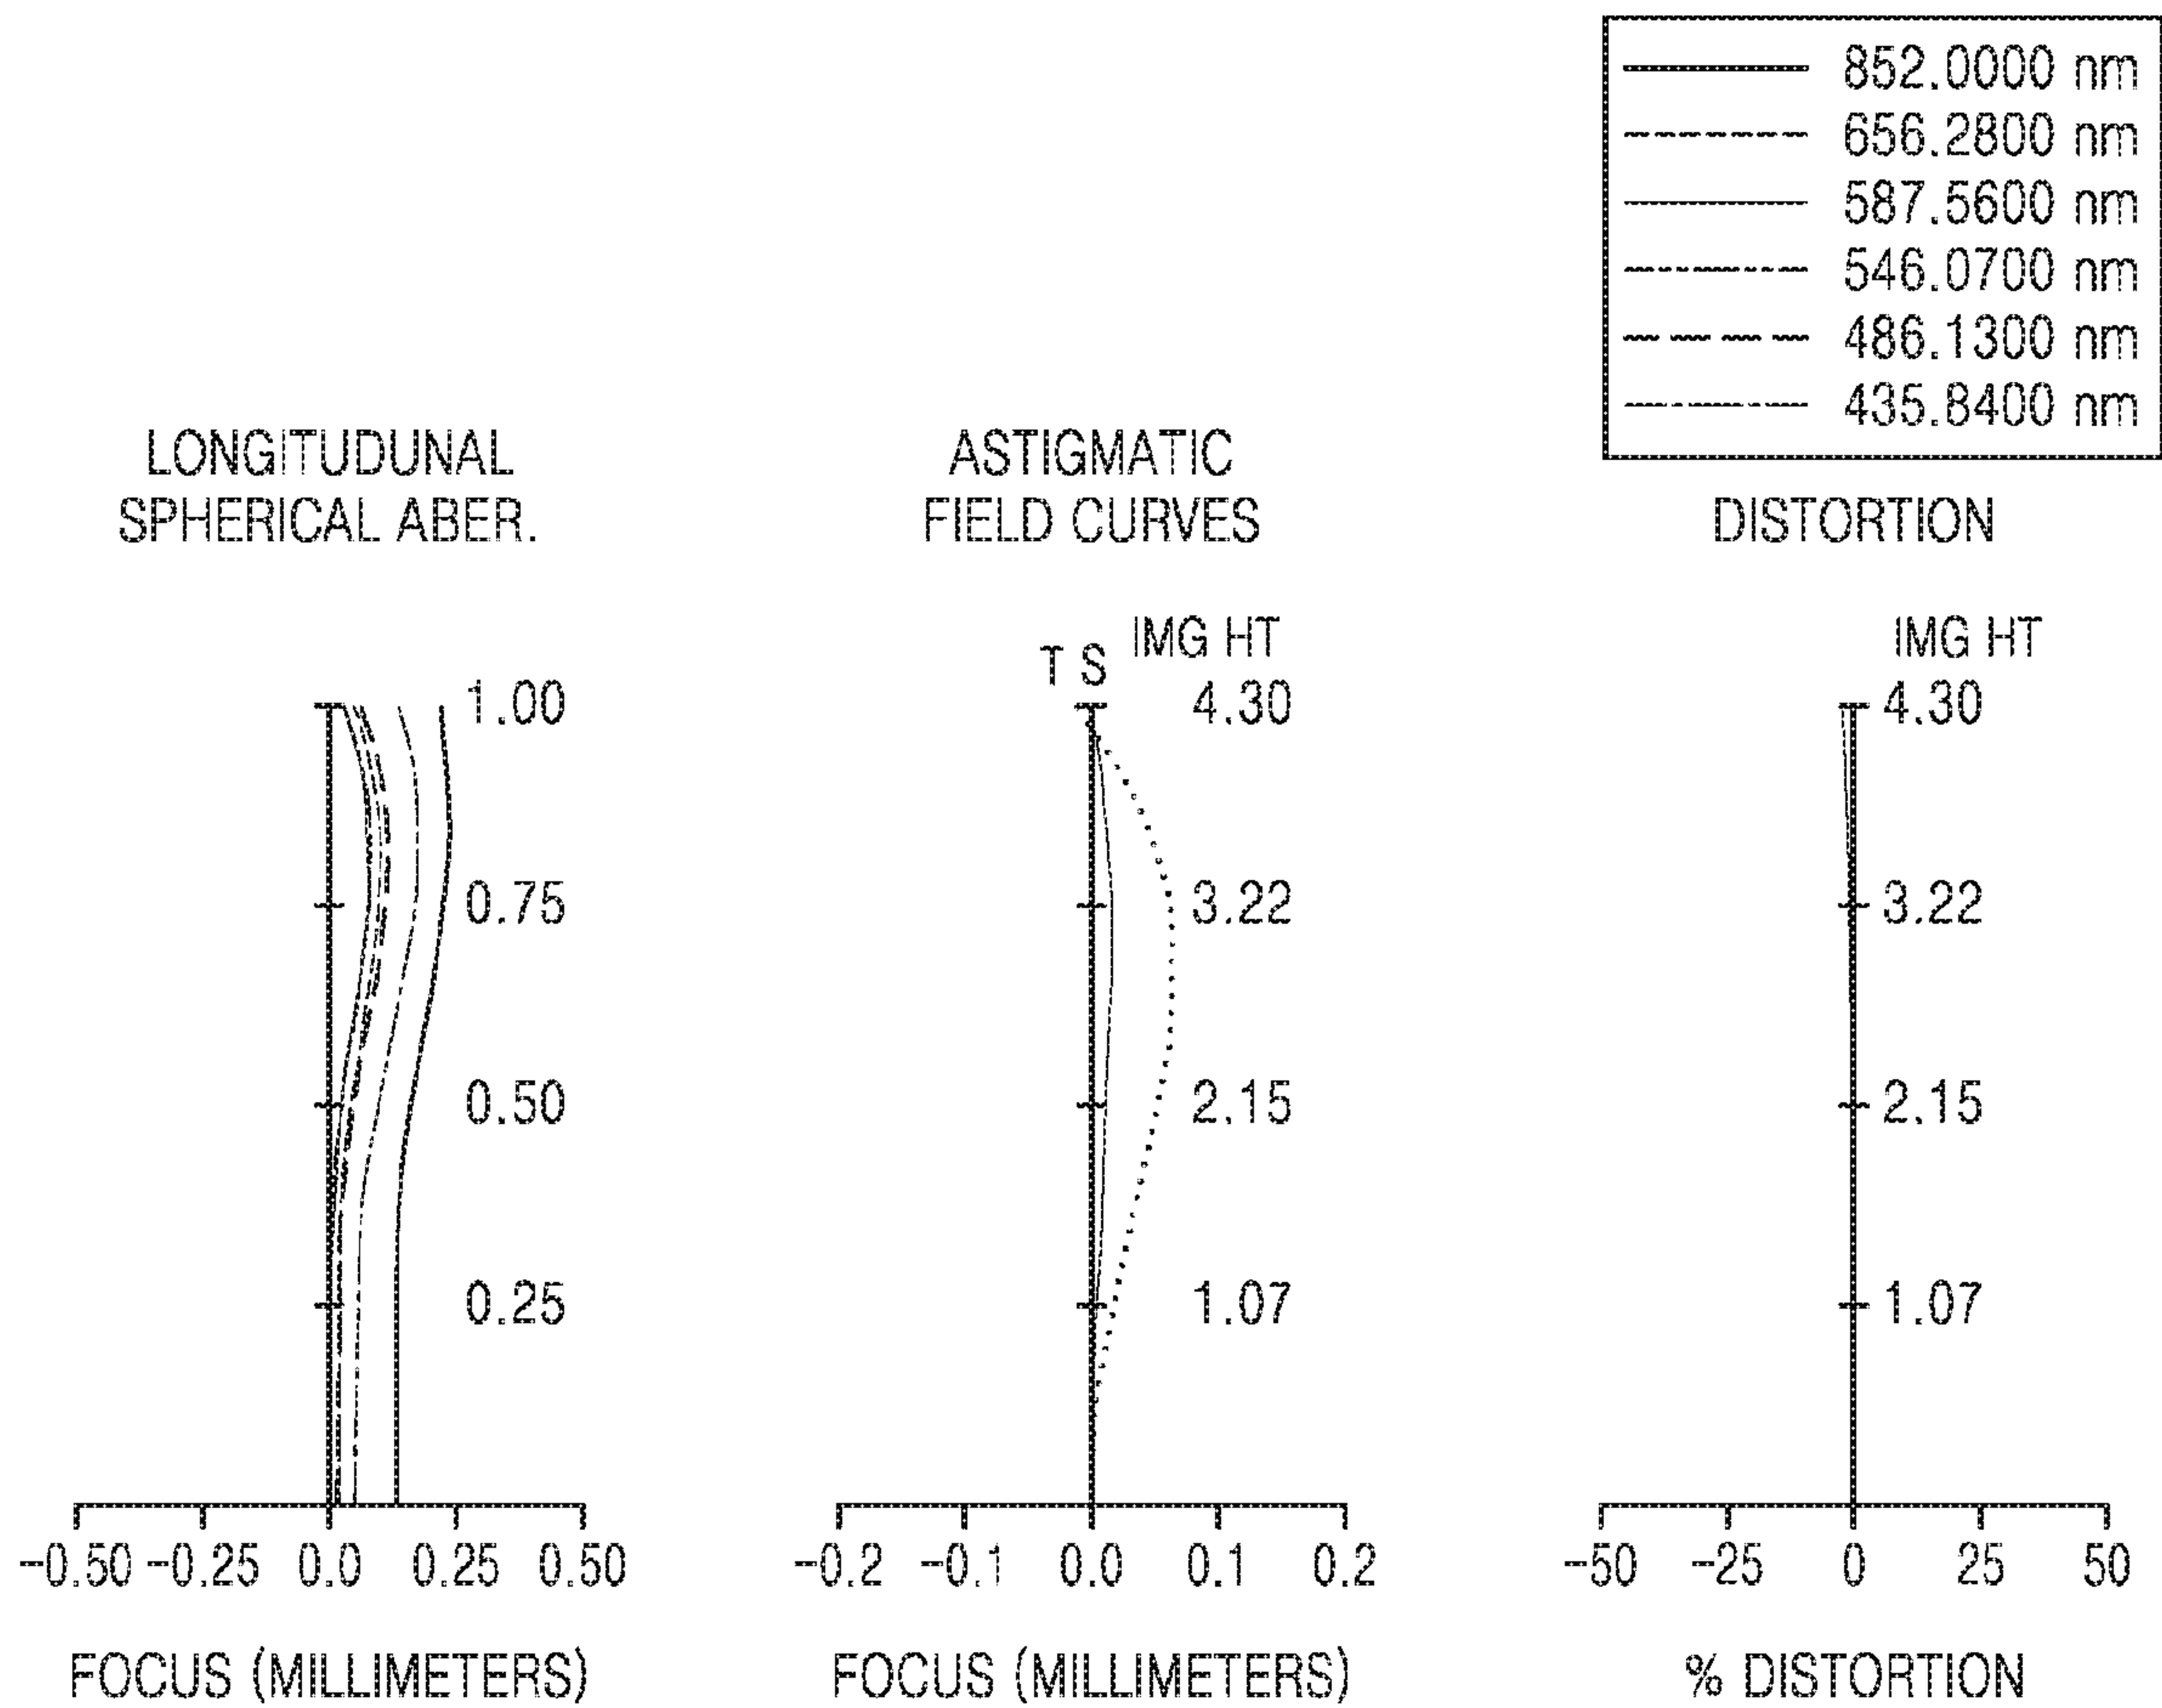 852.0000 nm
656.2800 nm
587.5600 nm
546.0700 nm
486.1300 nm
435.8400 nm
LONGITUDUNAL
SPHERICAL ABER.
ASTIGMATIC
FIELD CURVES
DISTORTION
1.00
0.75
0.50
0.25
-0.50 -0.25 0.0 0.25 0.50
FOCUS (MILLIMETERS)
IMG HT
T S
4.30
3.22
2.15
1.07
-0.2 -0.1 0.0 0.1 0.2
FOCUS (MILLIMETERS)
IMG HT
4.30
3.22
2.15
1.07
-50 -25 0 25 50
% DISTORTION